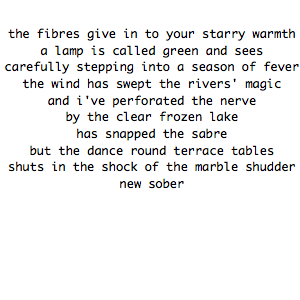 the fibres give in to your starry warmth
a lamp is called green and sees
carefully stepping into a season of fever
the wind has swept the rivers' magic
and i've perforated the nerve
by the clear frozen lake
has snapped the sabre
but the dance round terrace tables
shuts in the shock of the marble shudder
new sober